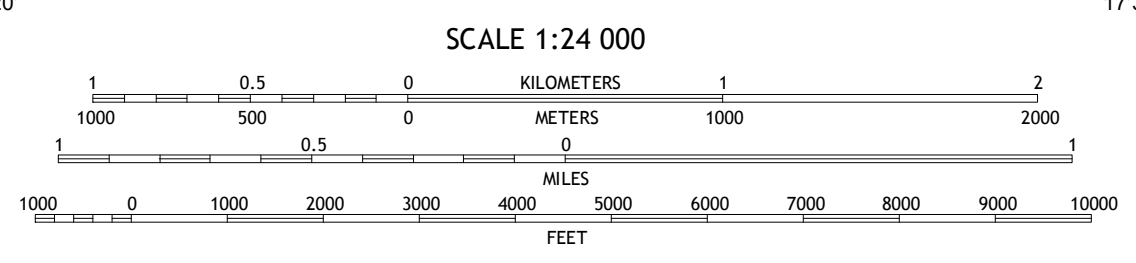 SCALE 1:24 000
1 0.5 0 KILOMETERS 1 2
1000 500 0 METERS 1000 2000
1 0.5 0 1
MILES
1000 0 1000 2000 3000 4000 5000 6000 7000 8000 9000 10000
FEET